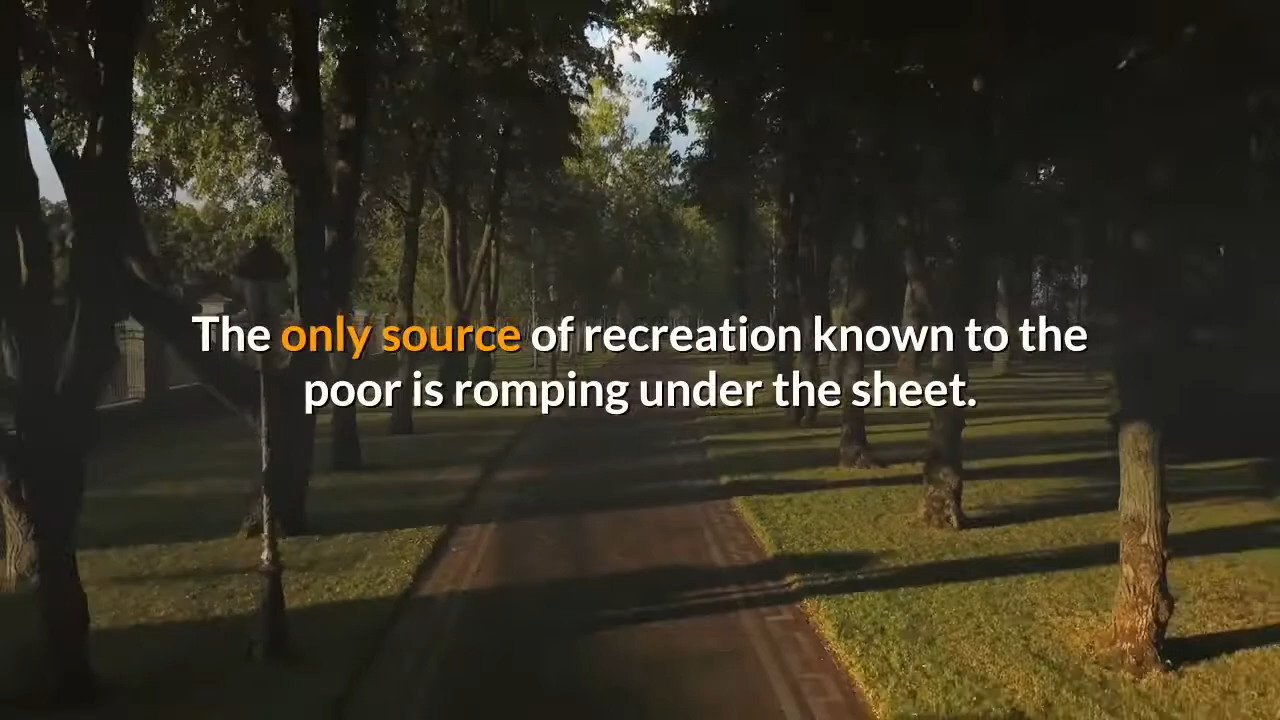 The only source of recreation known to the
poor is romping under the sheet.